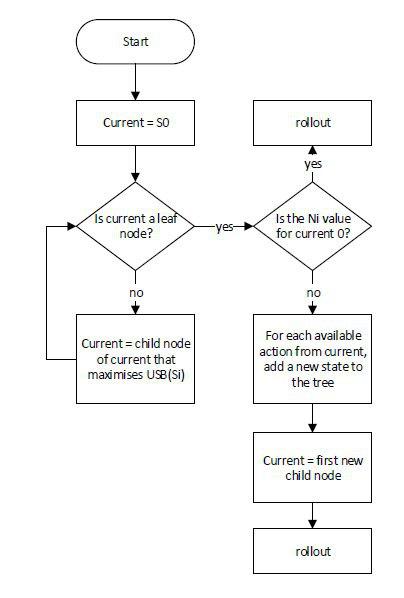 Start
Current = S0
Is current a leaf
node?
no
Current = child node
of current that
maximises USB(Si)
yes
Is the Ni value
for current 0?
yes
rollout
no
For each available
action from current,
add a new state to
the tree
Current = first new
child node
rollout